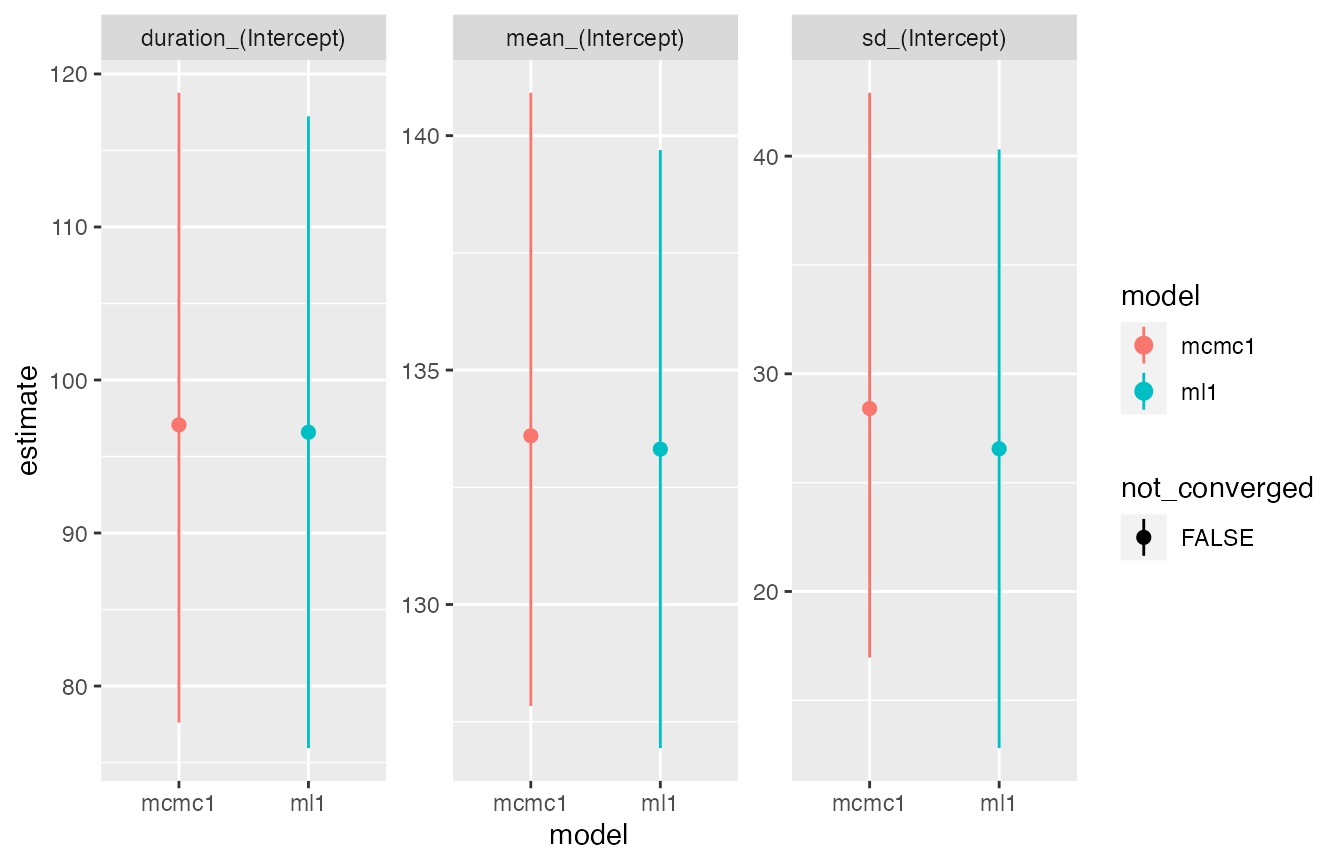 duration_(Intercept)
mean_(Intercept)
sd_(Intercept)
estimate
120
110
100
90
80
140
135
130
40
30
20
mcmc1
ml1
mcmc1
ml1
mcmc1
ml1
model
model
mcmc1
ml1
not_converged
FALSE